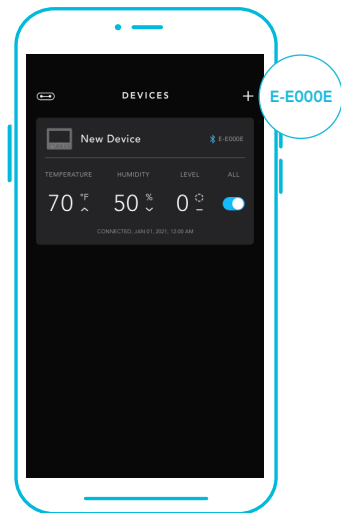 DEVICES
E-E000E
New Device
E-E000E
TEMPERATURE HUMIDITY LEVEL ALL
70 °F 50 % 0
CONNECTED, JAN 01, 2021, 12:00 AM